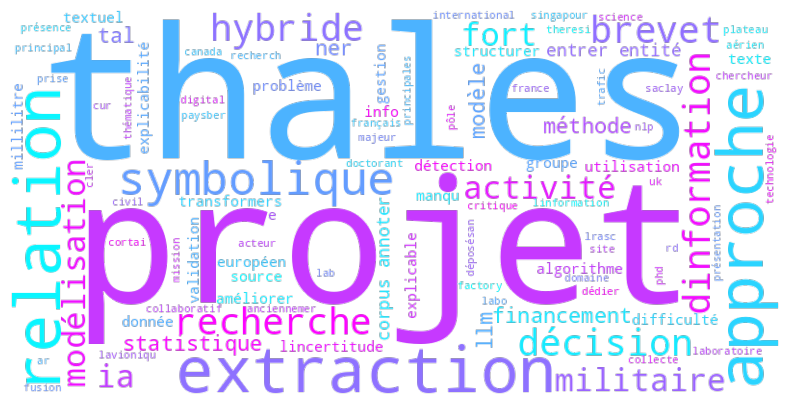 international singapour science
textuel hybride fort brevet
présence tal theresi plateau
principal canada recherch ner structurer entrer entité aérien
thales
explicabilité problème gestion principales modèle texte
prise france trafic saclay chercheur
millilitre cur thématique digital info pôle méthode nlp
paysber français majeur
relation symbolique doctorant détection groupe utilisation dinformation approche technologie
cler transformers manqu activité linformation uk
projet
civil ve critique
modélisation cortai acteur déposésan lrasc rd présentation
mission validation européen lab corpus annoter explicable site phd
source algorithme domaine
améliorer factory dédier
collaboratif anciennemer labo
donnée recherche llm financement difficulté
statistique lincertitude décision
ar lavioniqu collecte laboratoire
fusion ia extraction militaire